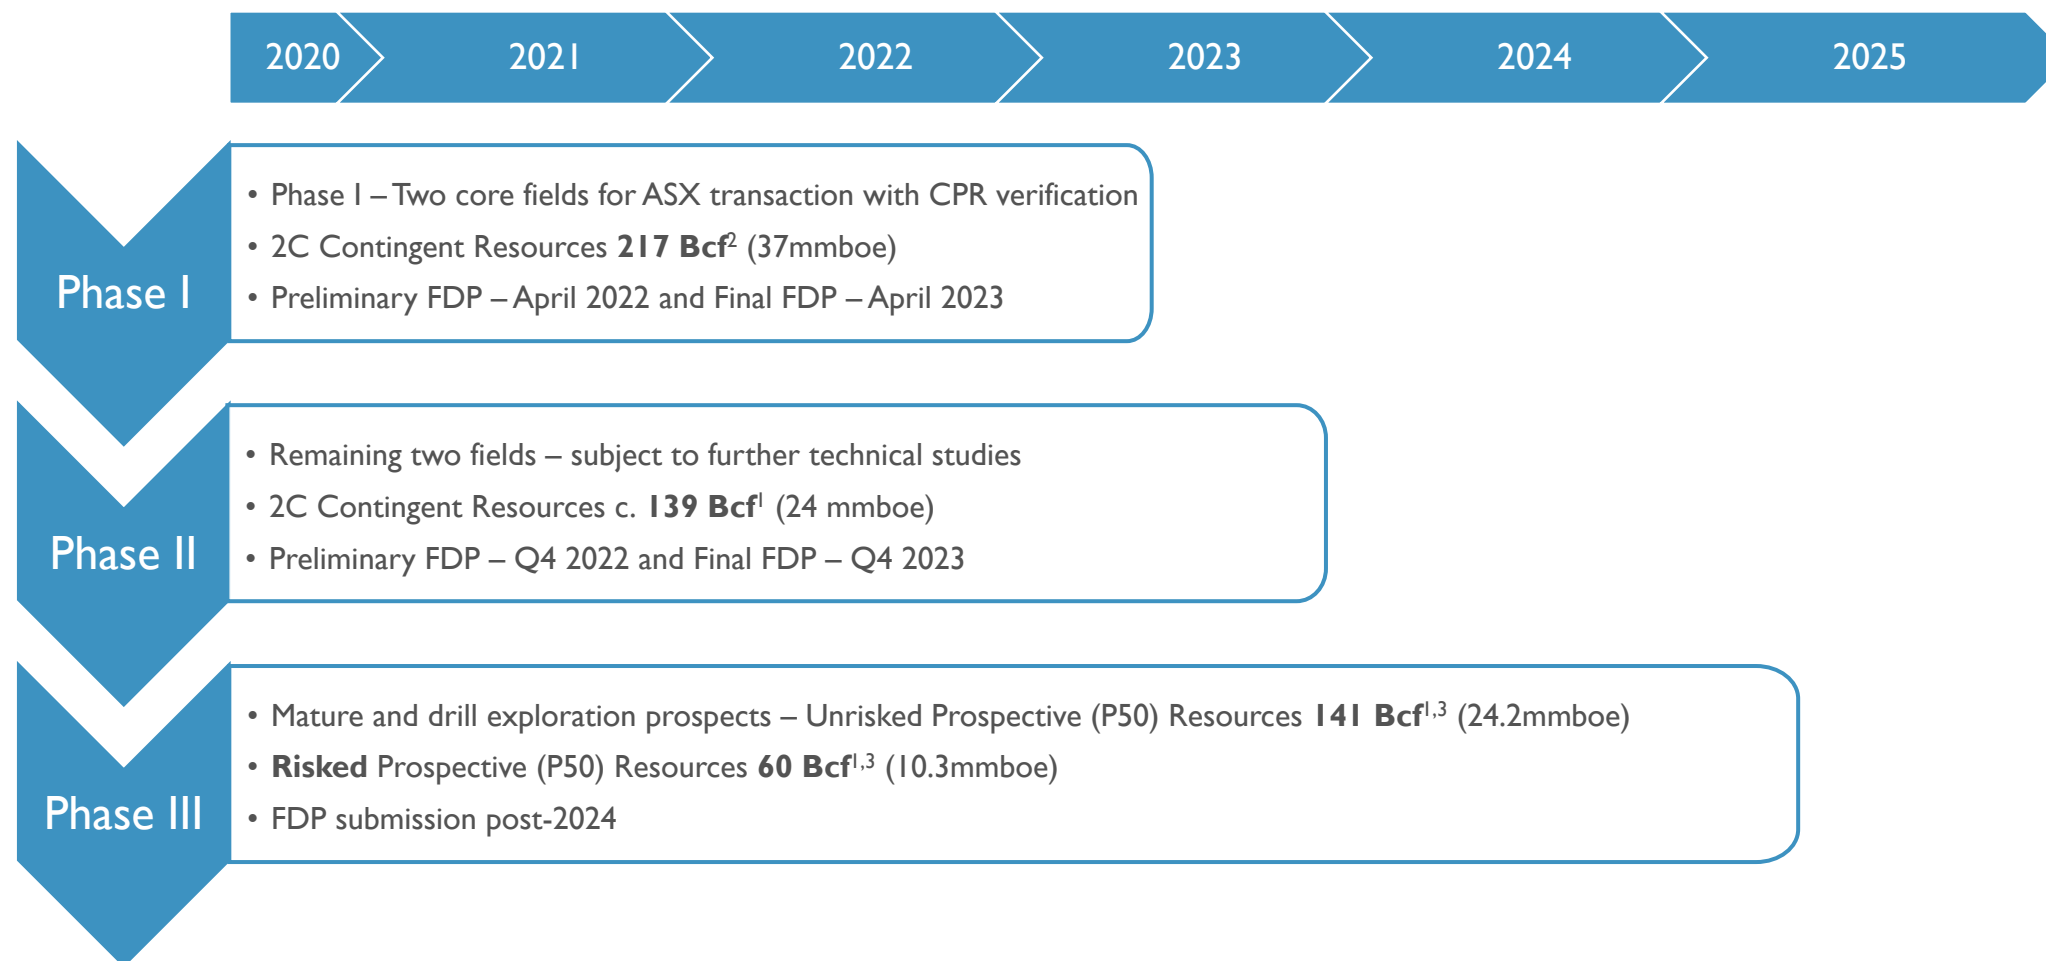 2020 2021 2022 2023 2024 2025
Phase I
• Phase I – Two core fields for ASX transaction with CPR verification
• 2C Contingent Resources 217 Bcf² (37mmboe)
• Preliminary FDP – April 2022 and Final FDP – April 2023
Phase II
• Remaining two fields – subject to further technical studies
• 2C Contingent Resources c. 139 Bcf¹ (24 mmboe)
• Preliminary FDP – Q4 2022 and Final FDP – Q4 2023
Phase III
• Mature and drill exploration prospects – Unrisked Prospective (P50) Resources 141 Bcf¹,³ (24.2mmboe)
• Risked Prospective (P50) Resources 60 Bcf¹,³ (10.3mmboe)
• FDP submission post-2024